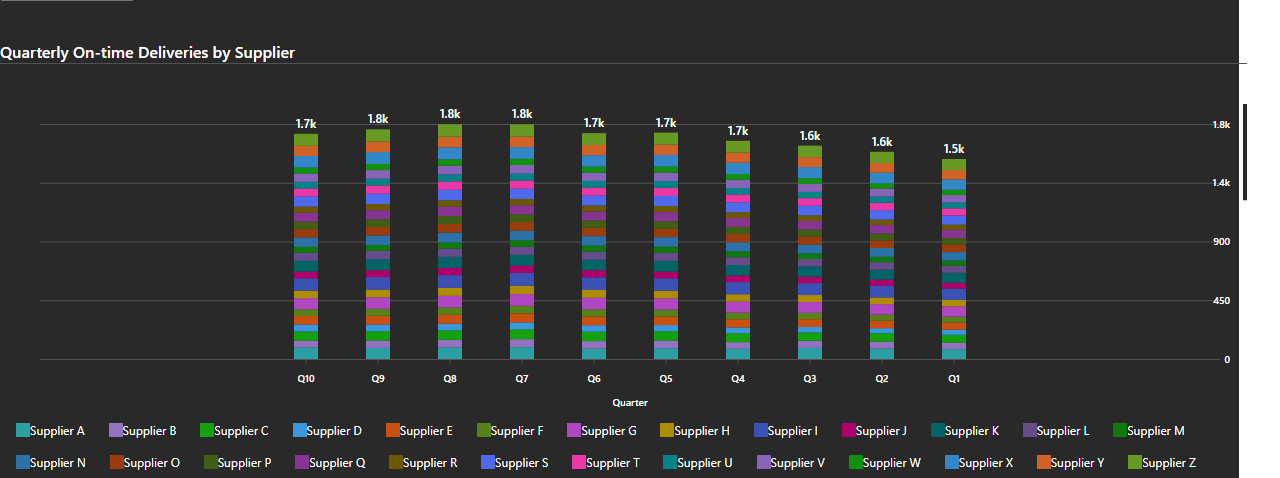 Quarterly On-time Deliveries by Supplier
1.7k 1.8k 1.8k 1.8k 1.7k 1.7k 1.7k 1.6k 1.6k 1.5k
1.8k
1.4k
900
450
0
Q10 Q9 Q8 Q7 Q6 Q5 Q4 Q3 Q2 Q1
Quarter
Supplier A Supplier B Supplier C Supplier D Supplier E Supplier F Supplier G Supplier H Supplier I Supplier J Supplier K Supplier L Supplier M
Supplier N Supplier O Supplier P Supplier Q Supplier R Supplier S Supplier T Supplier U Supplier V Supplier W Supplier X Supplier Y Supplier Z